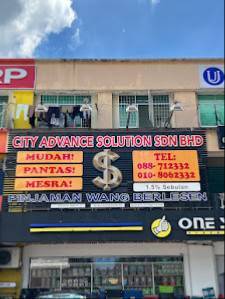 RP
U
CITY ADVANCE SOLUTION SDN BHD
MUDAH!
PANTAS!
MESRA!
$
TEL:
088- 712332
010- 8062332
1.5% Sebulan
PINJAMAN WANG BERLESEN
ONE